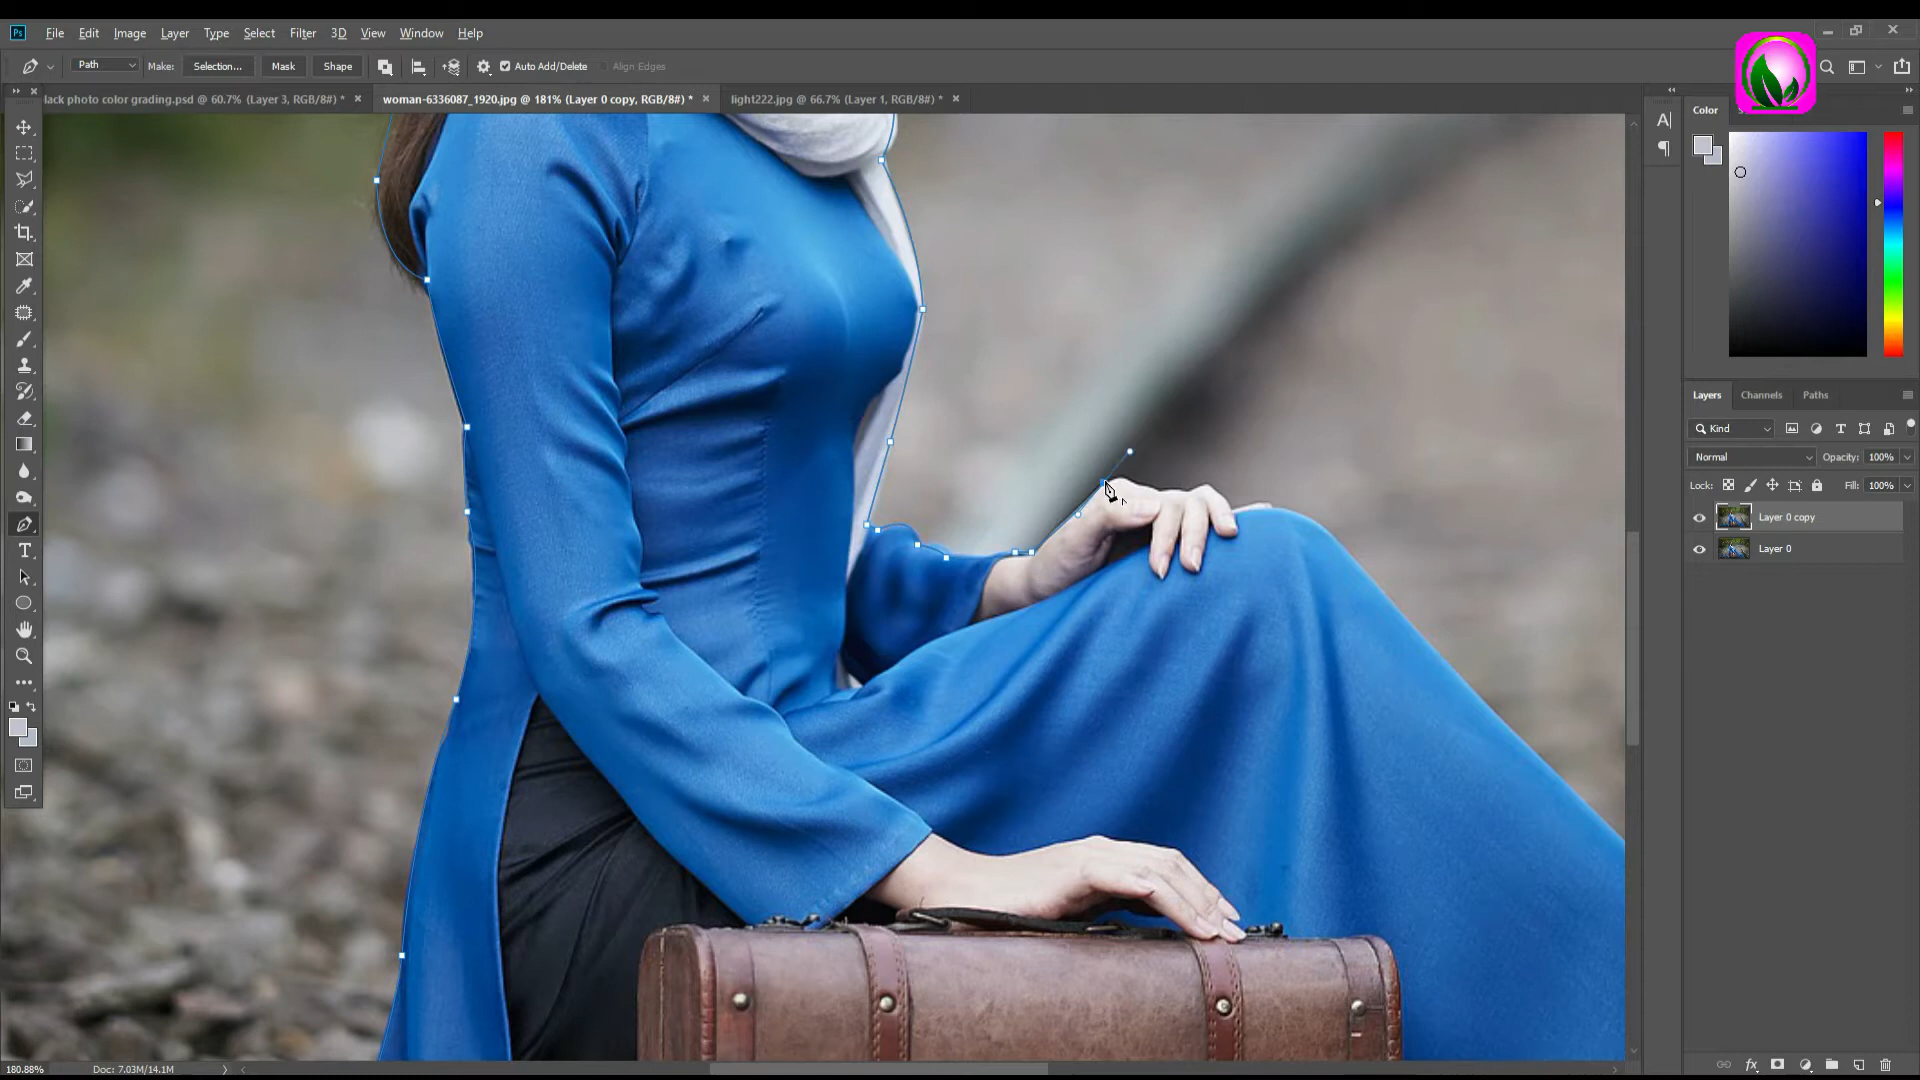 Ps File Edit Image Layer Type Select Filter 3D View Window Help
Path Make: Selection... Mask Shape Auto Add/Delete Align Edges
lack photo color grading.psd @ 60.7% (Layer 3, RGB/8#) * × woman-6336087_1920.jpg @ 181% (Layer 0 copy, RGB/8#) * × light222.jpg @ 66.7% (Layer 1, RGB/8#) * ×
Color
Layers Channels Paths
Kind
Normal Opacity: 100%
Lock: Fill: 100%
Layer 0 copy
Layer 0
180.88% Doc: 7.03M/14.1M